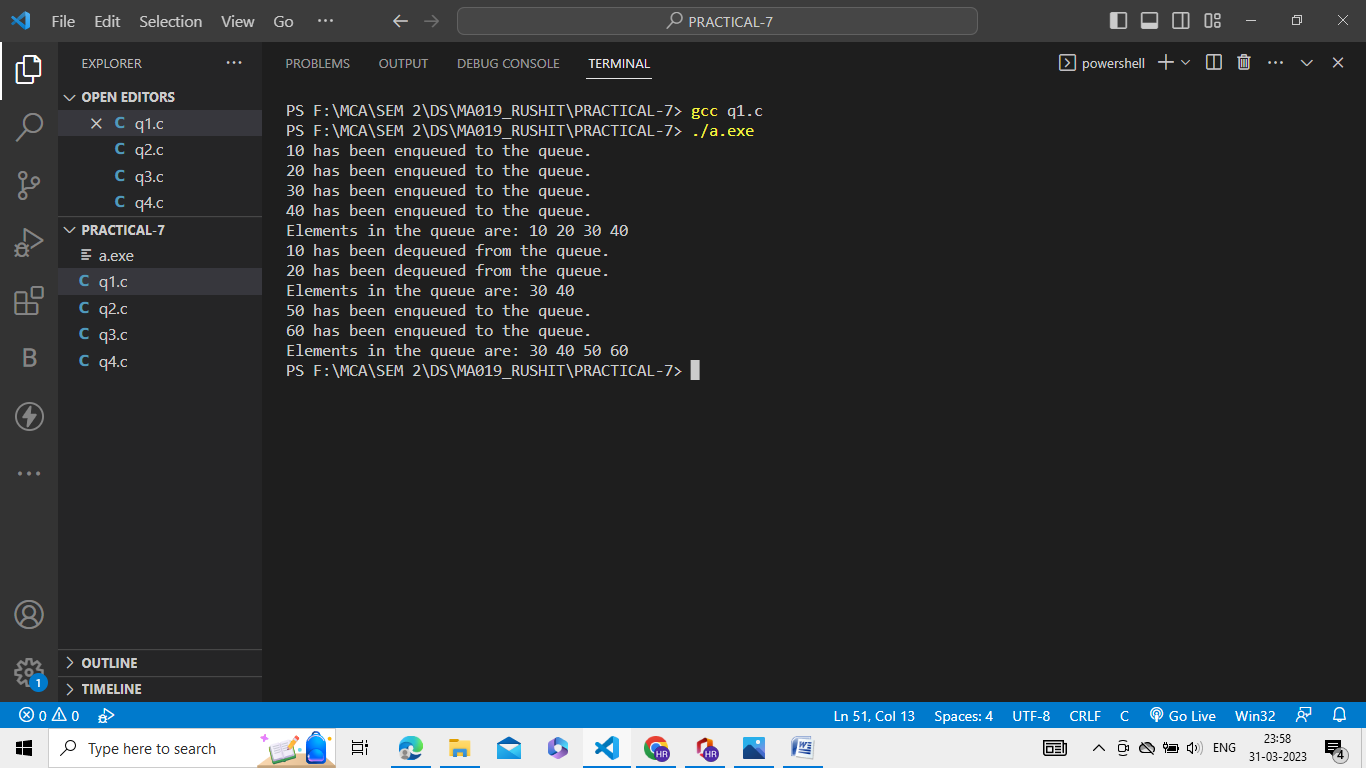 File Edit Selection View Go ···
PRACTICAL-7
EXPLORER ···
OPEN EDITORS
C q1.c
C q2.c
C q3.c
C q4.c
PRACTICAL-7
a.exe
C q1.c
C q2.c
C q3.c
C q4.c
OUTLINE
TIMELINE
B
1
PROBLEMS OUTPUT DEBUG CONSOLE TERMINAL
powershell
PS F:\MCA\SEM 2\DS\MA019_RUSHIT\PRACTICAL-7> gcc q1.c
PS F:\MCA\SEM 2\DS\MA019_RUSHIT\PRACTICAL-7> ./a.exe
10 has been enqueued to the queue.
20 has been enqueued to the queue.
30 has been enqueued to the queue.
40 has been enqueued to the queue.
Elements in the queue are: 10 20 30 40
10 has been dequeued from the queue.
20 has been dequeued from the queue.
Elements in the queue are: 30 40
50 has been enqueued to the queue.
60 has been enqueued to the queue.
Elements in the queue are: 30 40 50 60
PS F:\MCA\SEM 2\DS\MA019_RUSHIT\PRACTICAL-7>
0 0
Ln 51, Col 13 Spaces: 4 UTF-8 CRLF C Go Live Win32
Type here to search
HR
HR
W
ENG
23:58
31-03-2023
4